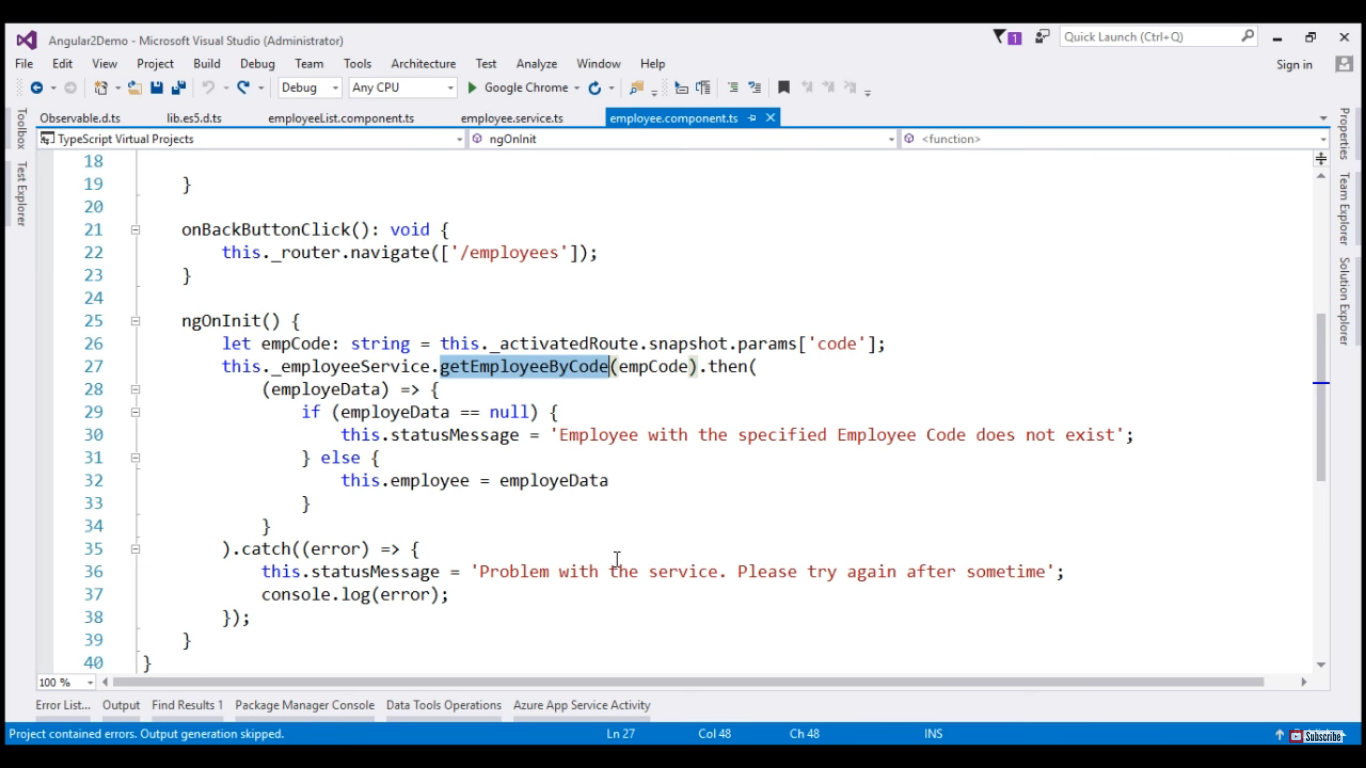 Angular2Demo - Microsoft Visual Studio (Administrator)
1
Quick Launch (Ctrl+Q)
File Edit View Project Build Debug Team Tools Architecture Test Analyze Window Help
Sign in
Debug Any CPU Google Chrome
Toolbox
Test Explorer
Observable.d.ts lib.es5.d.ts employeeList.component.ts employee.service.ts employee.component.ts
TypeScript Virtual Projects ngOnInit <function>
Properties
Team Explorer
Solution Explorer
18
19 }
20
21 onBackButtonClick(): void {
22 this._router.navigate(['/employees']);
23 }
24
25 ngOnInit() {
26 let empCode: string = this._activatedRoute.snapshot.params['code'];
27 this._employeeService.getEmployeeByCode(empCode).then(
28 (employeData) => {
29 if (employeData == null) {
30 this.statusMessage = 'Employee with the specified Employee Code does not exist';
31 } else {
32 this.employee = employeData
33 }
34 }
35 ).catch((error) => {
36 this.statusMessage = 'Problem with the service. Please try again after sometime';
37 console.log(error);
38 });
39 }
40 }
100 %
Error List... Output Find Results 1 Package Manager Console Data Tools Operations Azure App Service Activity
Project contained errors. Output generation skipped. Ln 27 Col 48 Ch 48 INS
Subscribe